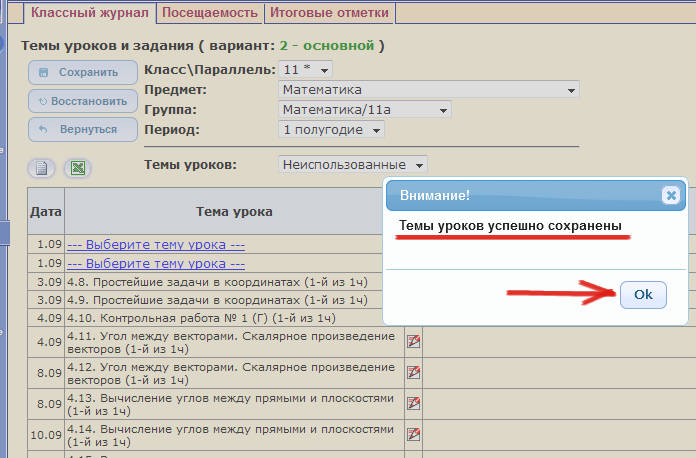 Классный журнал Посещаемость Итоговые отметки
Темы уроков и задания ( вариант: 2 - основной )
Сохранить
Класс\Параллель: 11 *
Предмет: Математика
Восстановить
Группа: Математика/11а
Вернуться
Период: 1 полугодие
Темы уроков: Неиспользованные
Внимание!
Темы уроков успешно сохранены
Ok
Дата Тема урока
1.09 --- Выберите тему урока ---
1.09 --- Выберите тему урока ---
3.09 4.8. Простейшие задачи в координатах (1-й из 1ч)
3.09 4.9. Простейшие задачи в координатах (1-й из 1ч)
4.09 4.10. Контрольная работа № 1 (Г) (1-й из 1ч)
4.09 4.11. Угол между векторами. Скалярное произведение
векторов (1-й из 1ч)
8.09 4.12. Угол между векторами. Скалярное произведение
векторов (1-й из 1ч)
8.09 4.13. Вычисление углов между прямыми и плоскостями
(1-й из 1ч)
10.09 4.14. Вычисление углов между прямыми и плоскостями
(1-й из 1ч)